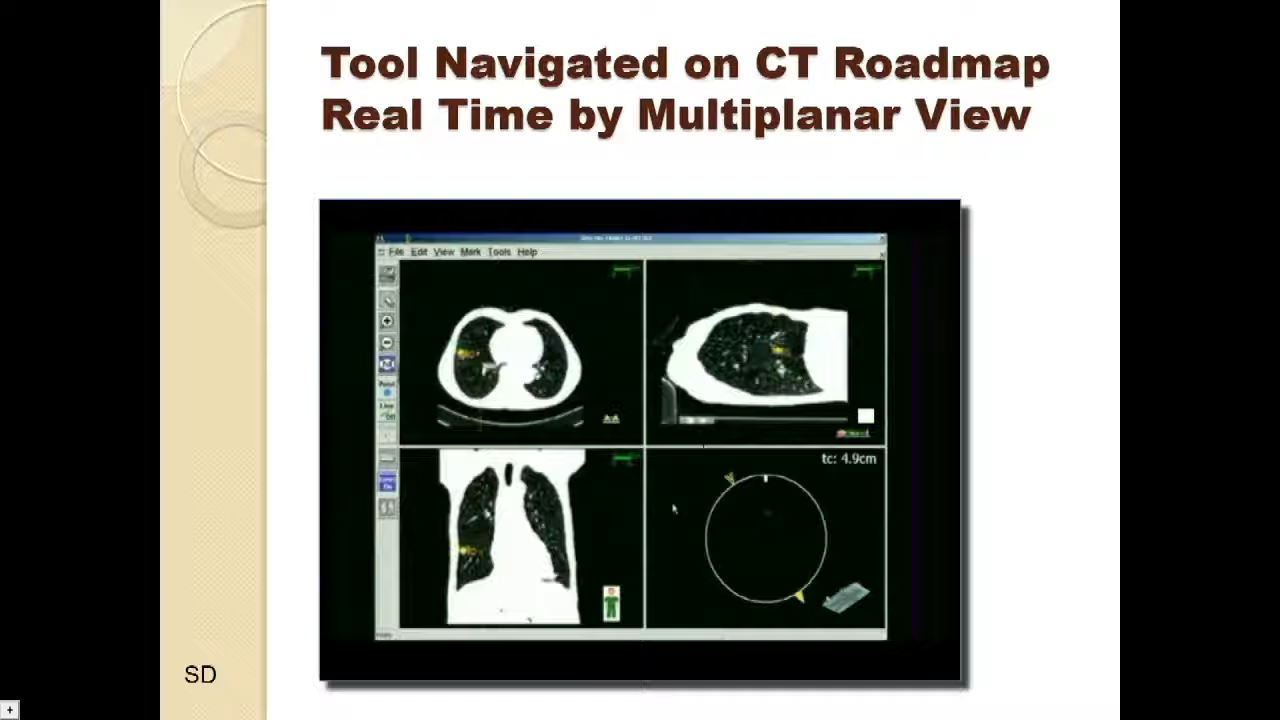 Tool Navigated on CT Roadmap
Real Time by Multiplanar View
File Edit View Mark Tools Help
tc: 4.9cm
SD